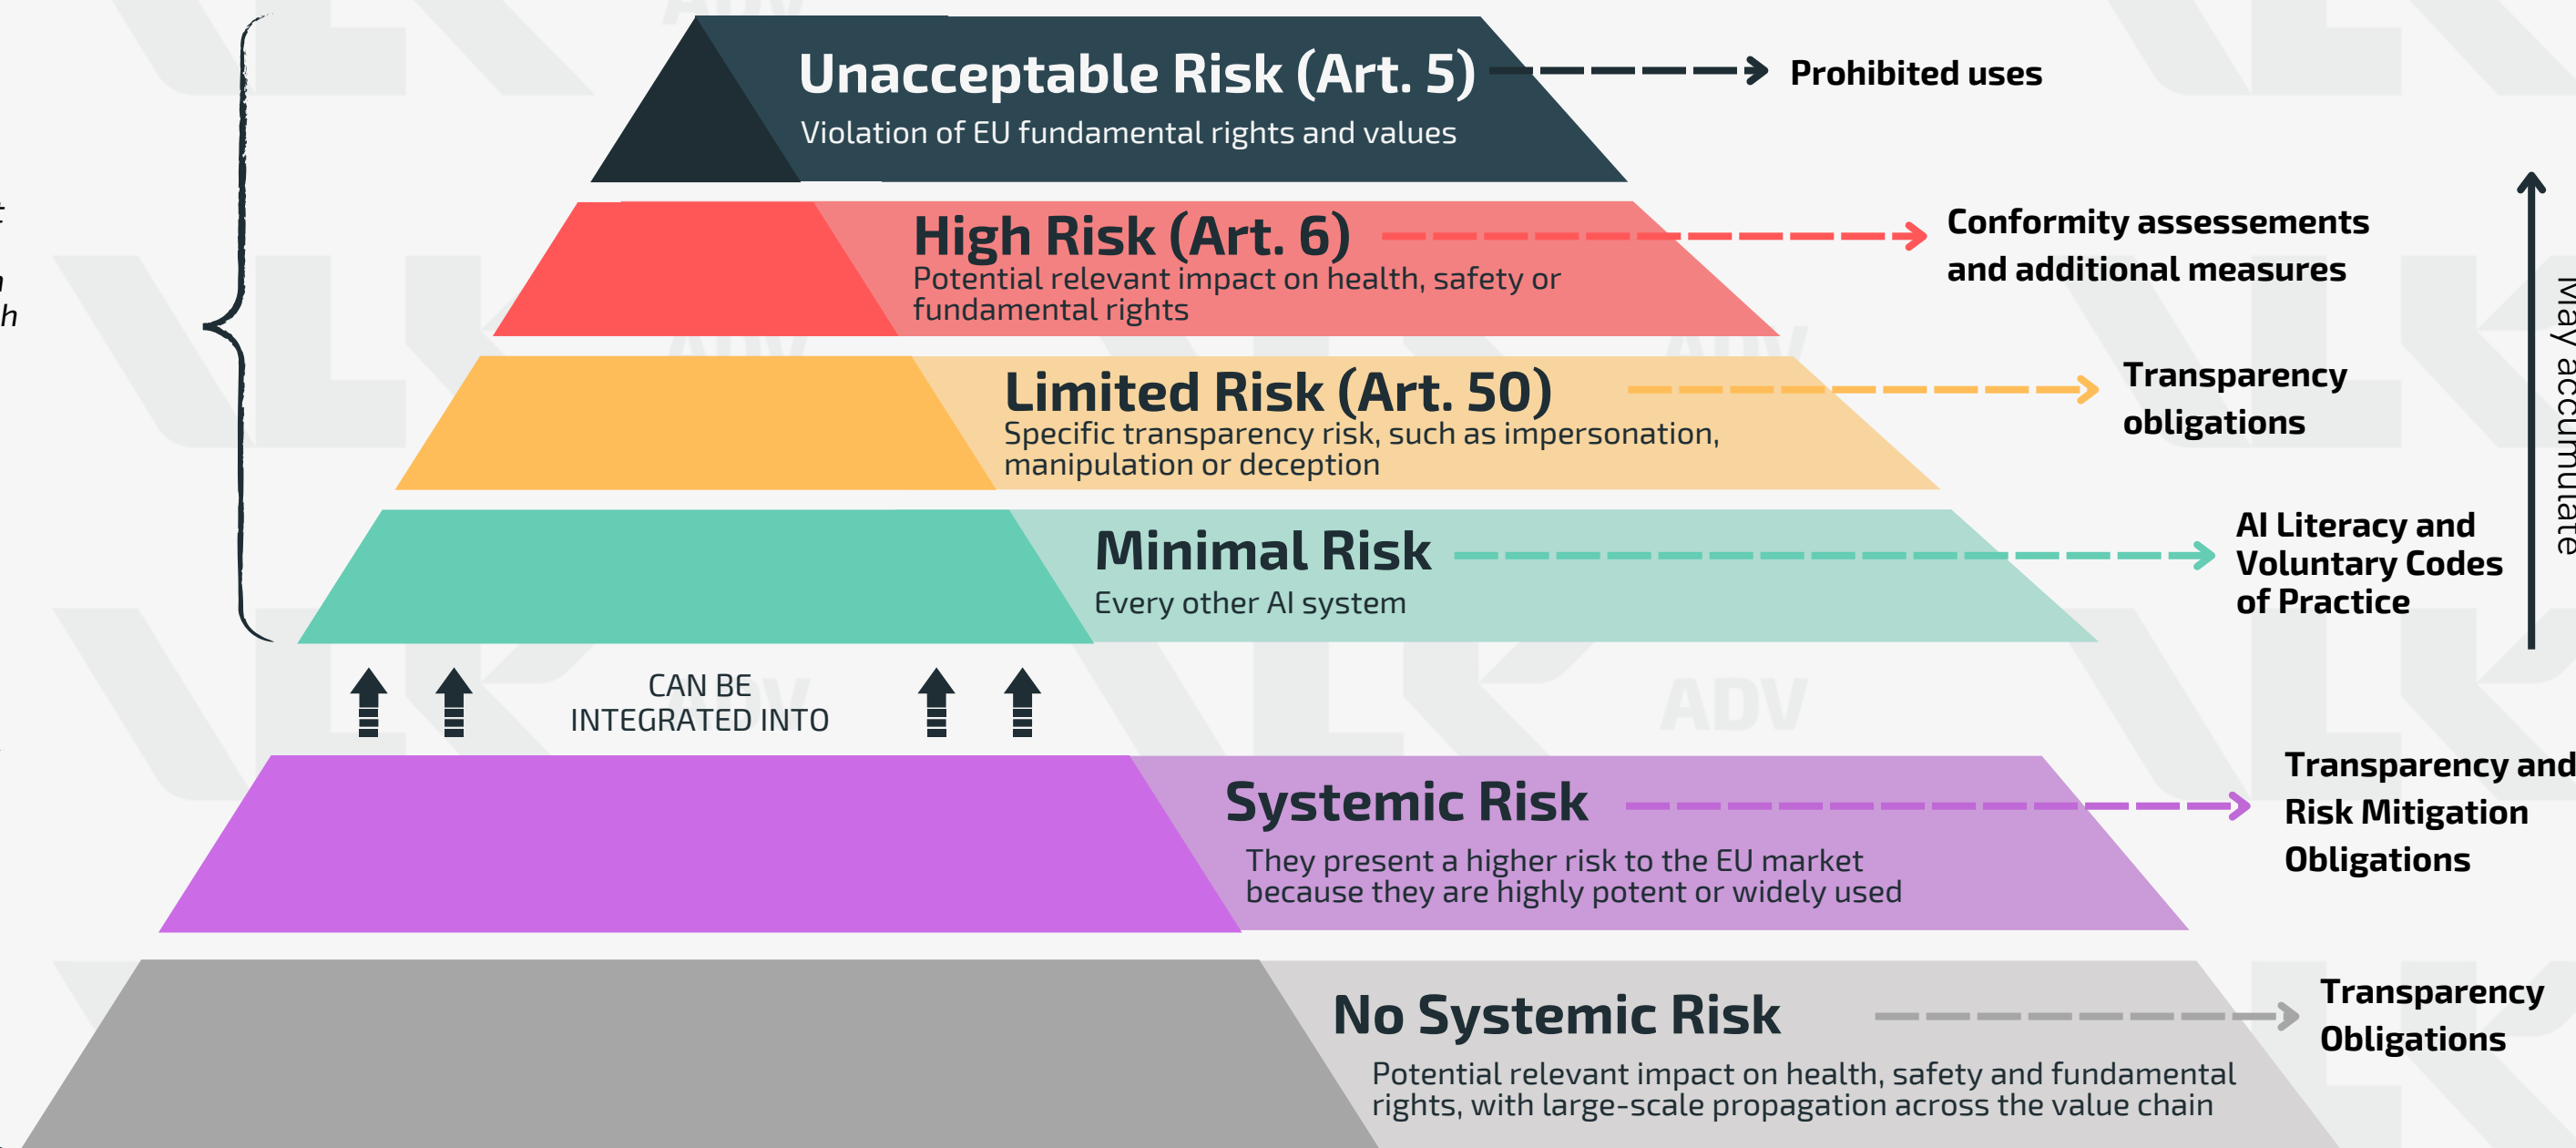 Unacceptable Risk (Art. 5)
Violation of EU fundamental rights and values
Prohibited uses
High Risk (Art. 6)
Potential relevant impact on health, safety or
fundamental rights
Conformity assessements
and additional measures
Limited Risk (Art. 50)
Specific transparency risk, such as impersonation,
manipulation or deception
Transparency
obligations
Minimal Risk
Every other AI system
AI Literacy and
Voluntary Codes
of Practice
May accumulate
CAN BE
INTEGRATED INTO
Systemic Risk
They present a higher risk to the EU market
because they are highly potent or widely used
Transparency and
Risk Mitigation
Obligations
No Systemic Risk
Potential relevant impact on health, safety and fundamental
rights, with large-scale propagation across the value chain
Transparency
Obligations
ADV
ADV
ADV
ADV
ADV